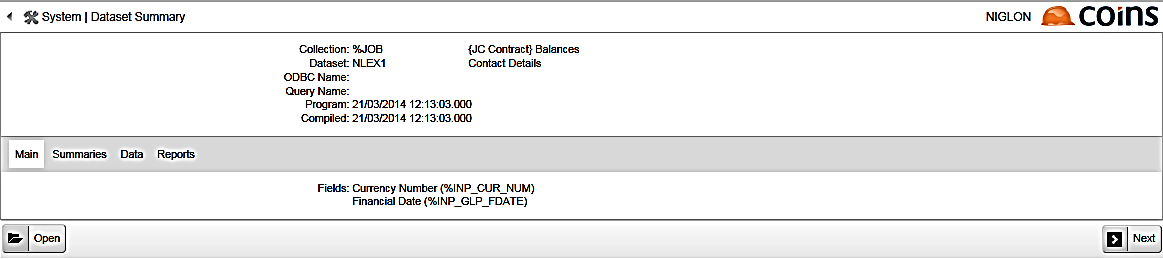 System | Dataset Summary
NIGLON
coins
Collection: %JOB {JC Contract} Balances
Dataset: NLEX1 Contact Details
ODBC Name:
Query Name:
Program: 21/03/2014 12:13:03.000
Compiled: 21/03/2014 12:13:03.000
Main Summaries Data Reports
Fields: Currency Number (%INP_CUR_NUM)
Financial Date (%INP_GLP_FDATE)
Open
Next